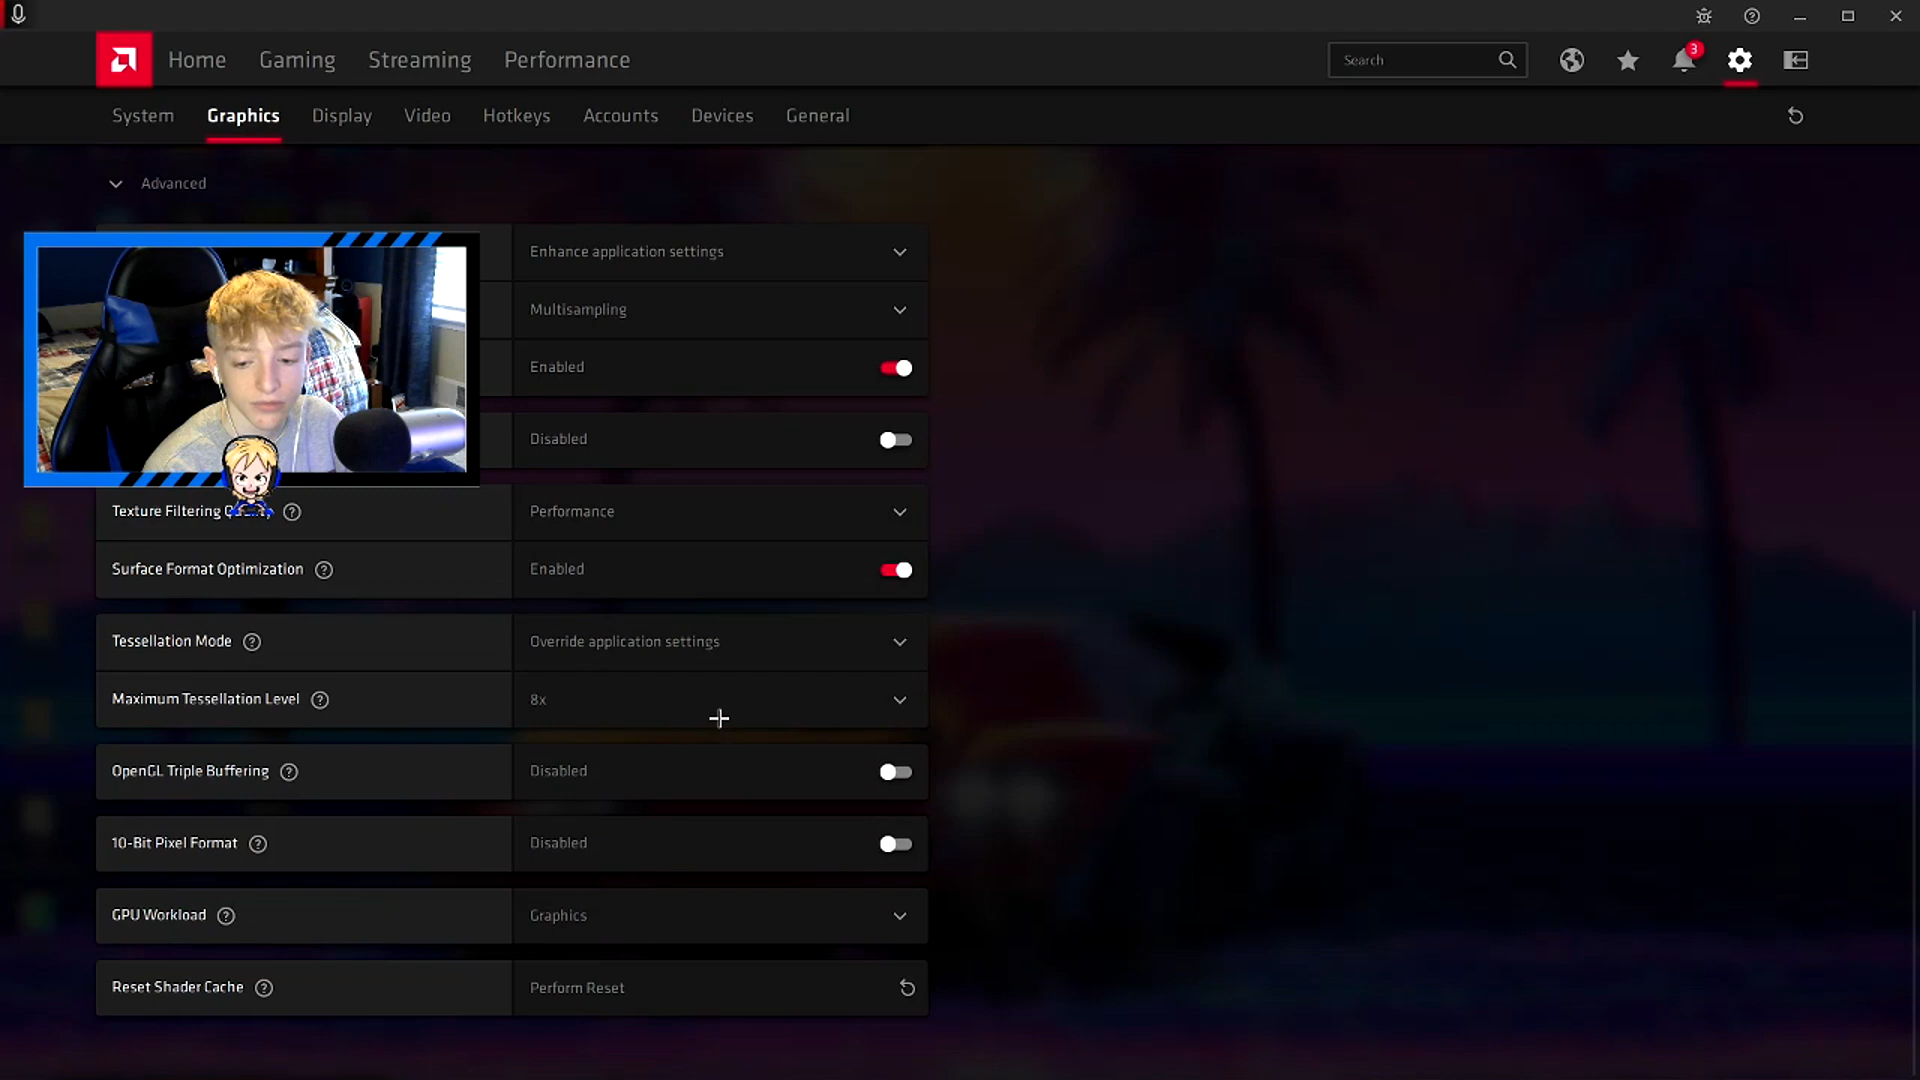 Home Gaming Streaming Performance Search 3
System Graphics Display Video Hotkeys Accounts Devices General
Advanced
Enhance application settings
Multisampling
Enabled
Disabled
Texture Filtering Performance
Surface Format Optimization Enabled
Tessellation Mode Override application settings
Maximum Tessellation Level 8x
OpenGL Triple Buffering Disabled
10-Bit Pixel Format Disabled
GPU Workload Graphics
Reset Shader Cache Perform Reset